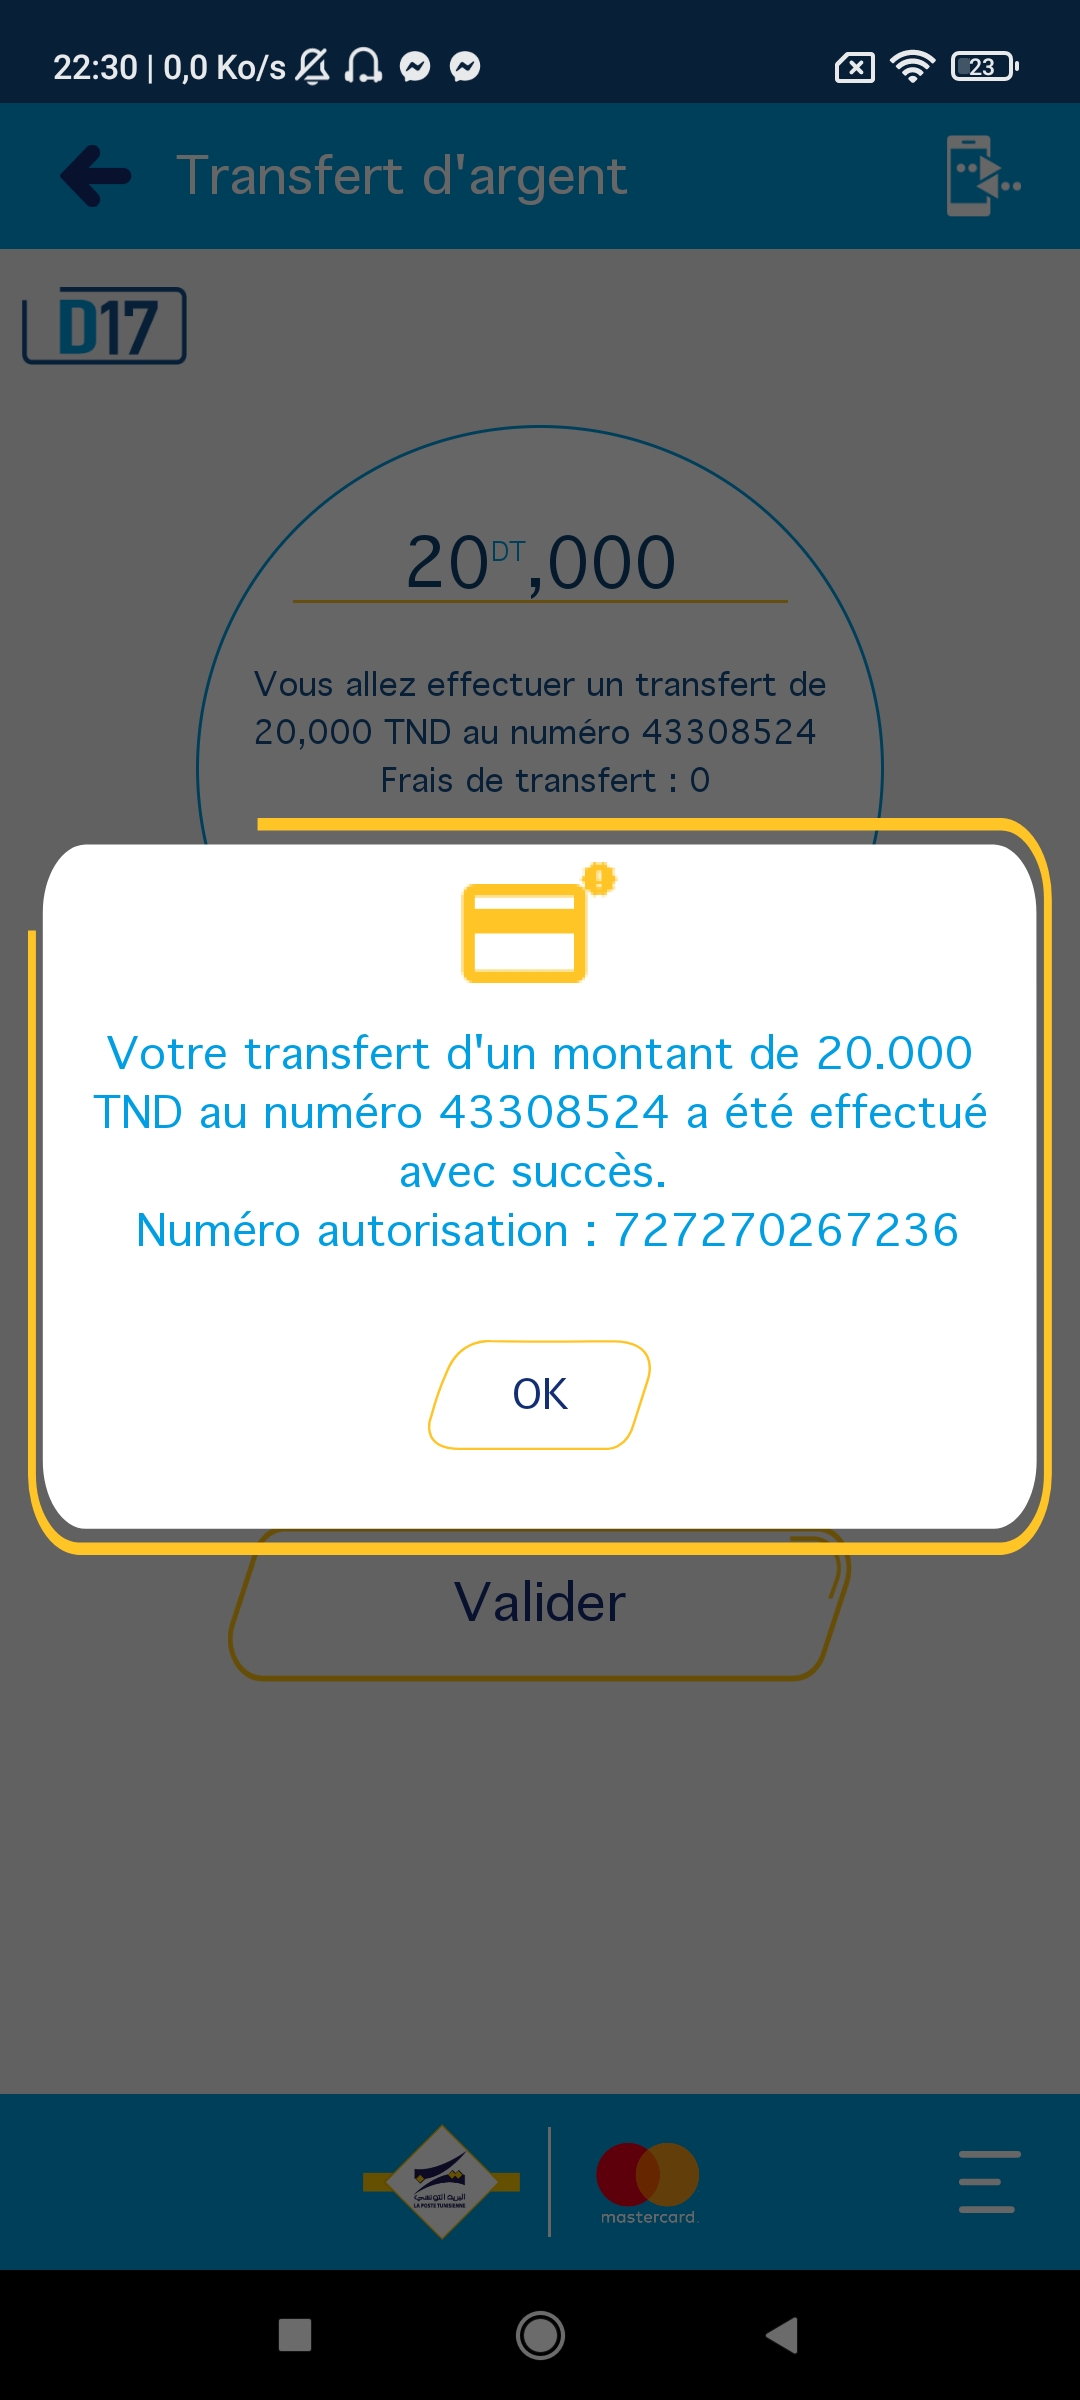 22:30 | 0,0 Ko/s
23
Transfert d'argent
D17
20DT,000
Vous allez effectuer un transfert de
20,000 TND au numéro 43308524
Frais de transfert : 0
Votre transfert d'un montant de 20.000
TND au numéro 43308524 a été effectué
avec succès.
Numéro autorisation : 727270267236
OK
Valider
البريد التونسي
LA POSTE TUNISIENNE
mastercard.